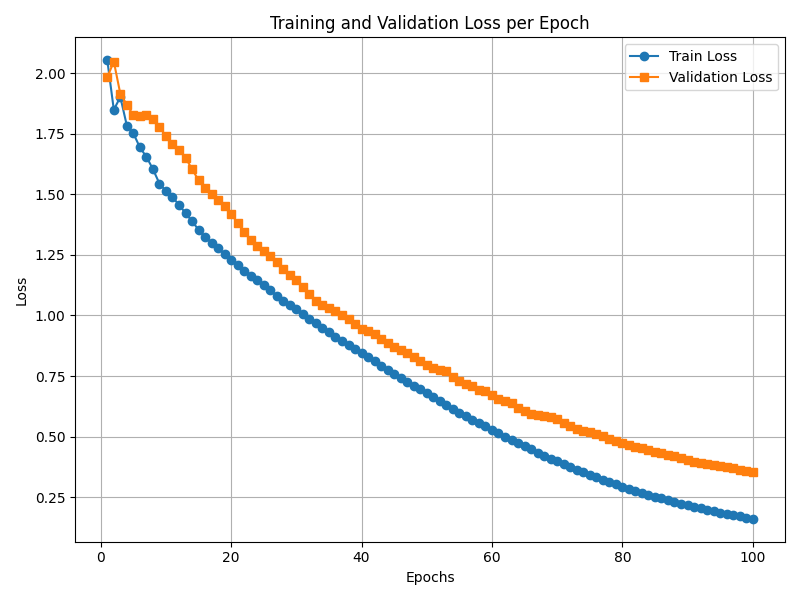 Training and Validation Loss per Epoch
Train Loss
Validation Loss
2.00
1.75
1.50
1.25
1.00
0.75
0.50
0.25
Loss
0 20 40 60 80 100
Epochs